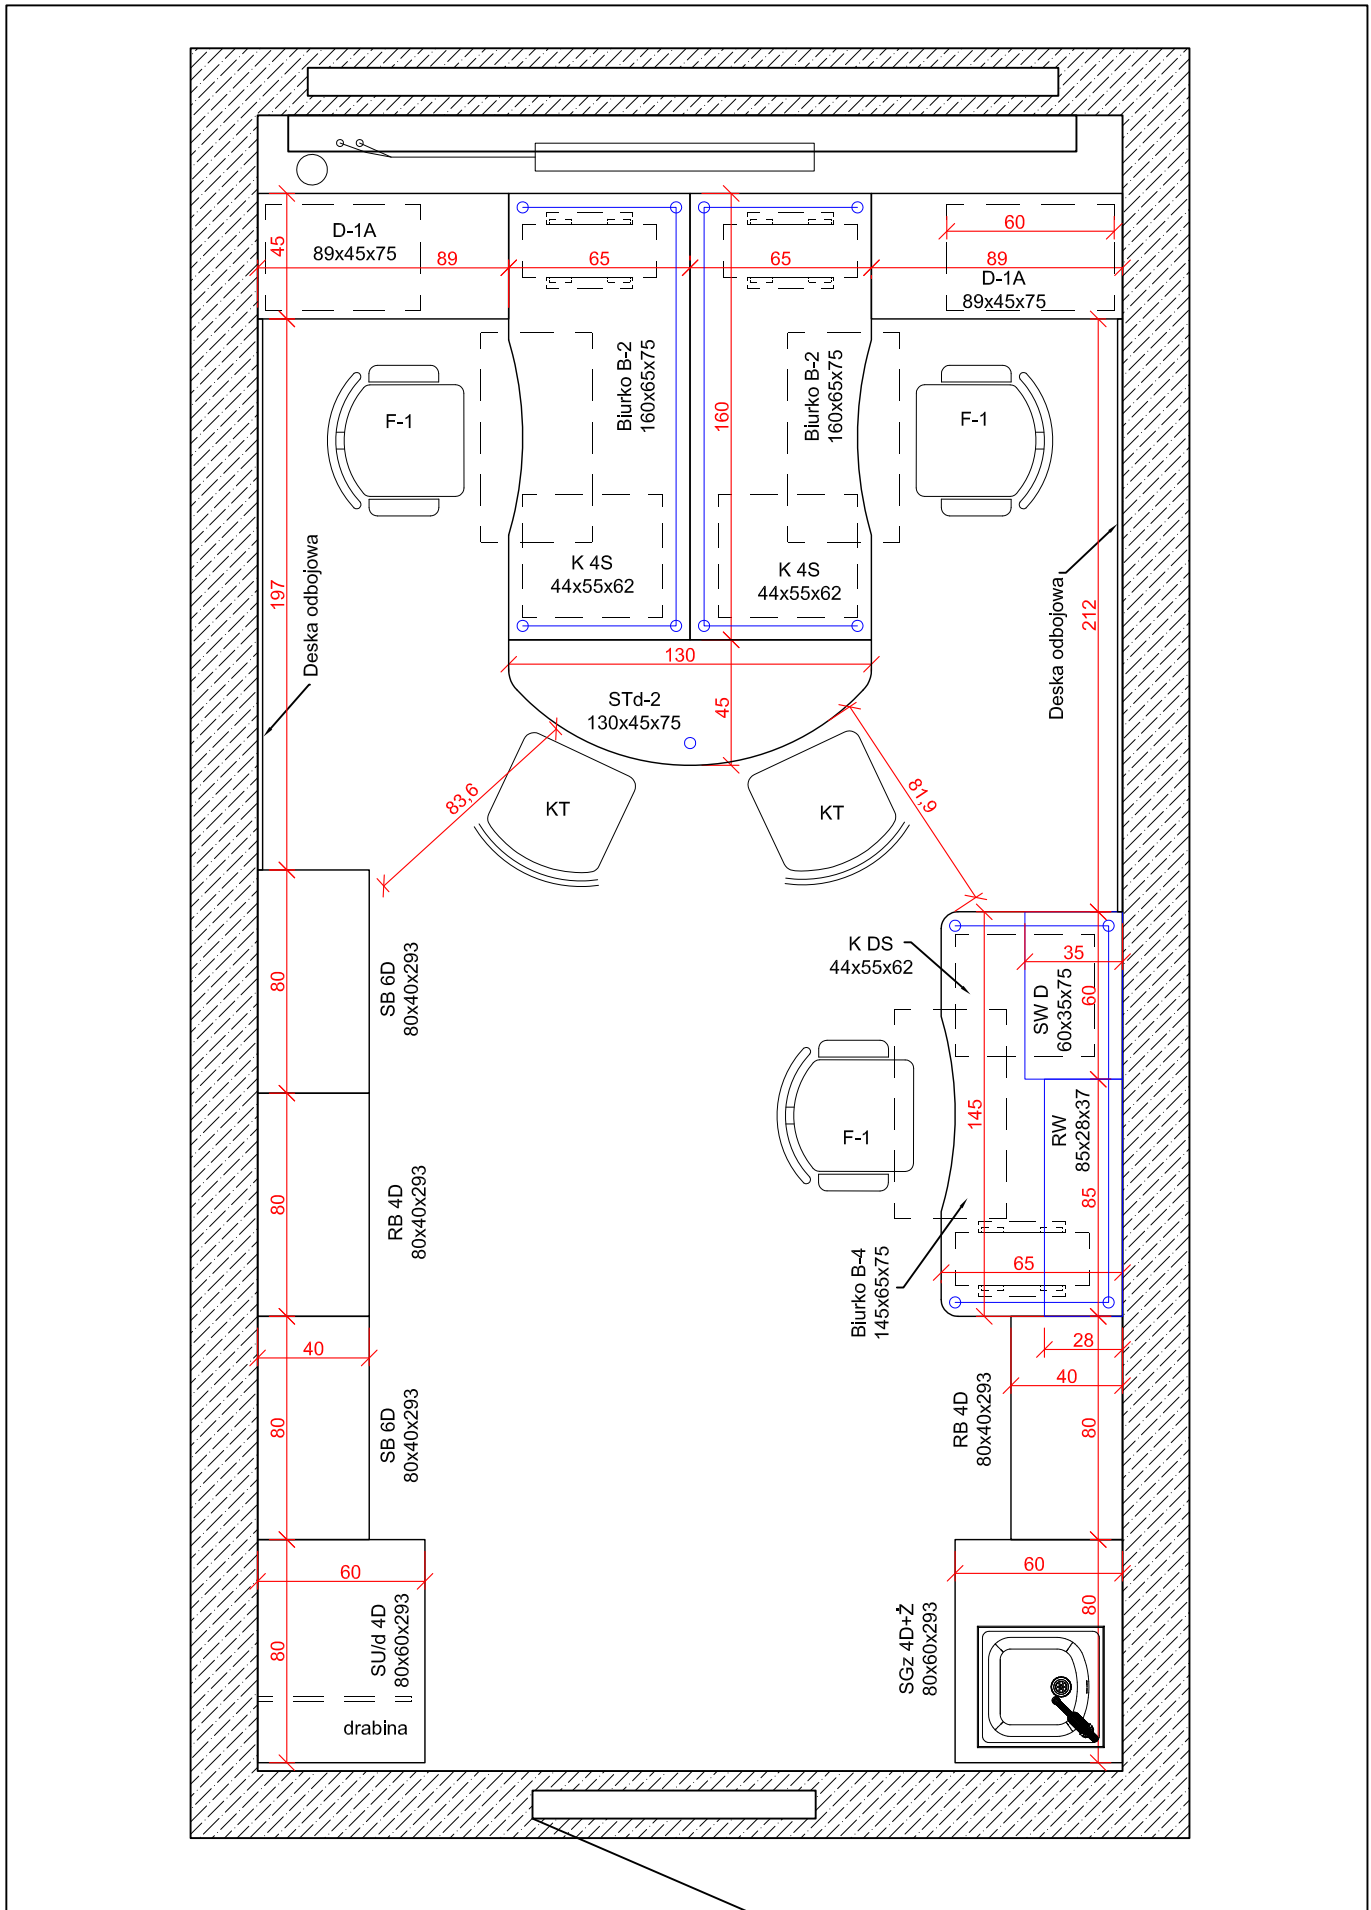 D-1A
89x45x75
45
89
65
65
89
60
D-1A
89x45x75
Biurko B-2
160x65x75
160
Biurko B-2
160x65x75
F-1
F-1
K 4S
44x55x62
K 4S
44x55x62
197
Deska odbojowa
Deska odbojowa
212
130
STd-2
130x45x75
45
83,6
81,9
KT
KT
K DS
44x55x62
35
SW D
60x35x75
60
80
SB 6D
80x40x293
145
F-1
RW
85x28x37
85
80
RB 4D
80x40x293
Biurko B-4
145x65x75
65
40
28
40
80
SB 6D
80x40x293
RB 4D
80x40x293
80
60
60
80
SU/d 4D
80x60x293
drabina
SGz 4D+Ż
80x60x293
80